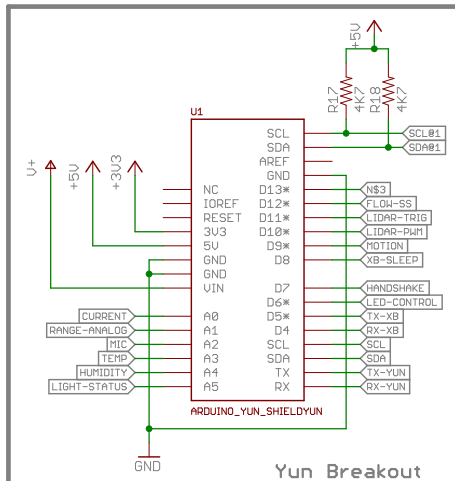 +5V
R17
4K7
R18
4K7
U1
V+
+5V
+3V3
SCL
SCL@1
SDA
SDA@1
AREF
GND
NC
D13*
N$3
IOREF
D12*
FLOW-SS
RESET
D11*
LIDAR-TRIG
3V3
D10*
LIDAR-PWM
5V
D9*
MOTION
GND
D8
XB-SLEEP
GND
VIN
D7
HANDSHAKE
D6*
LED-CONTROL
CURRENT
A0
D5*
TX-XB
RANGE-ANALOG
A1
D4
RX-XB
MIC
A2
SCL
SCL
TEMP
A3
SDA
SDA
HUMIDITY
A4
TX
TX-YUN
LIGHT-STATUS
A5
RX
RX-YUN
ARDUINO_YUN_SHIELDYUN
GND
Yun Breakout